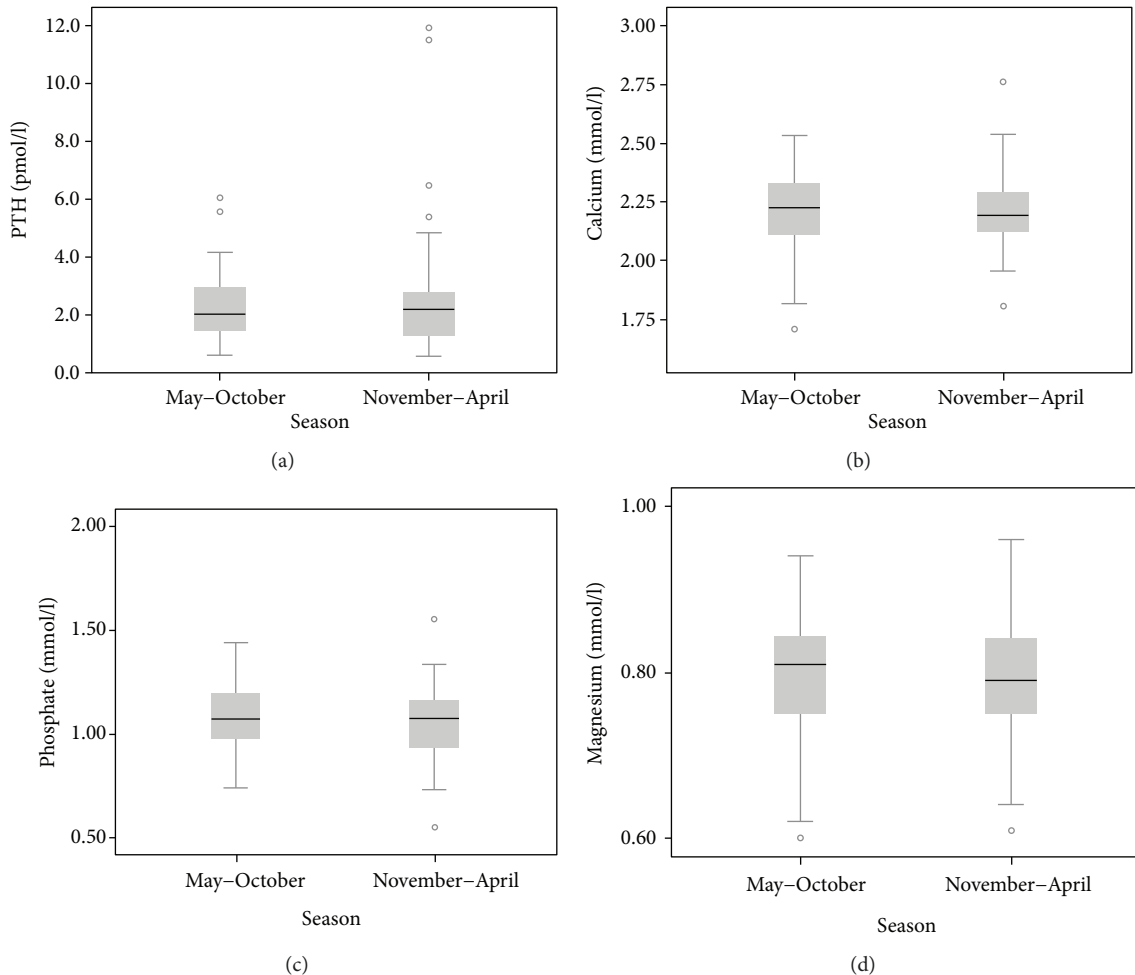 12.0
10.0
8.0
6.0
4.0
2.0
0.0
PTH (pmol/l)
May−October
November−April
Season
(a)
3.00
2.75
2.50
2.25
2.00
1.75
Calcium (mmol/l)
May−October
November−April
Season
(b)
2.00
1.50
1.00
0.50
Phosphate (mmol/l)
May−October
November−April
Season
(c)
1.00
0.80
0.60
Magnesium (mmol/l)
May−October
November−April
Season
(d)